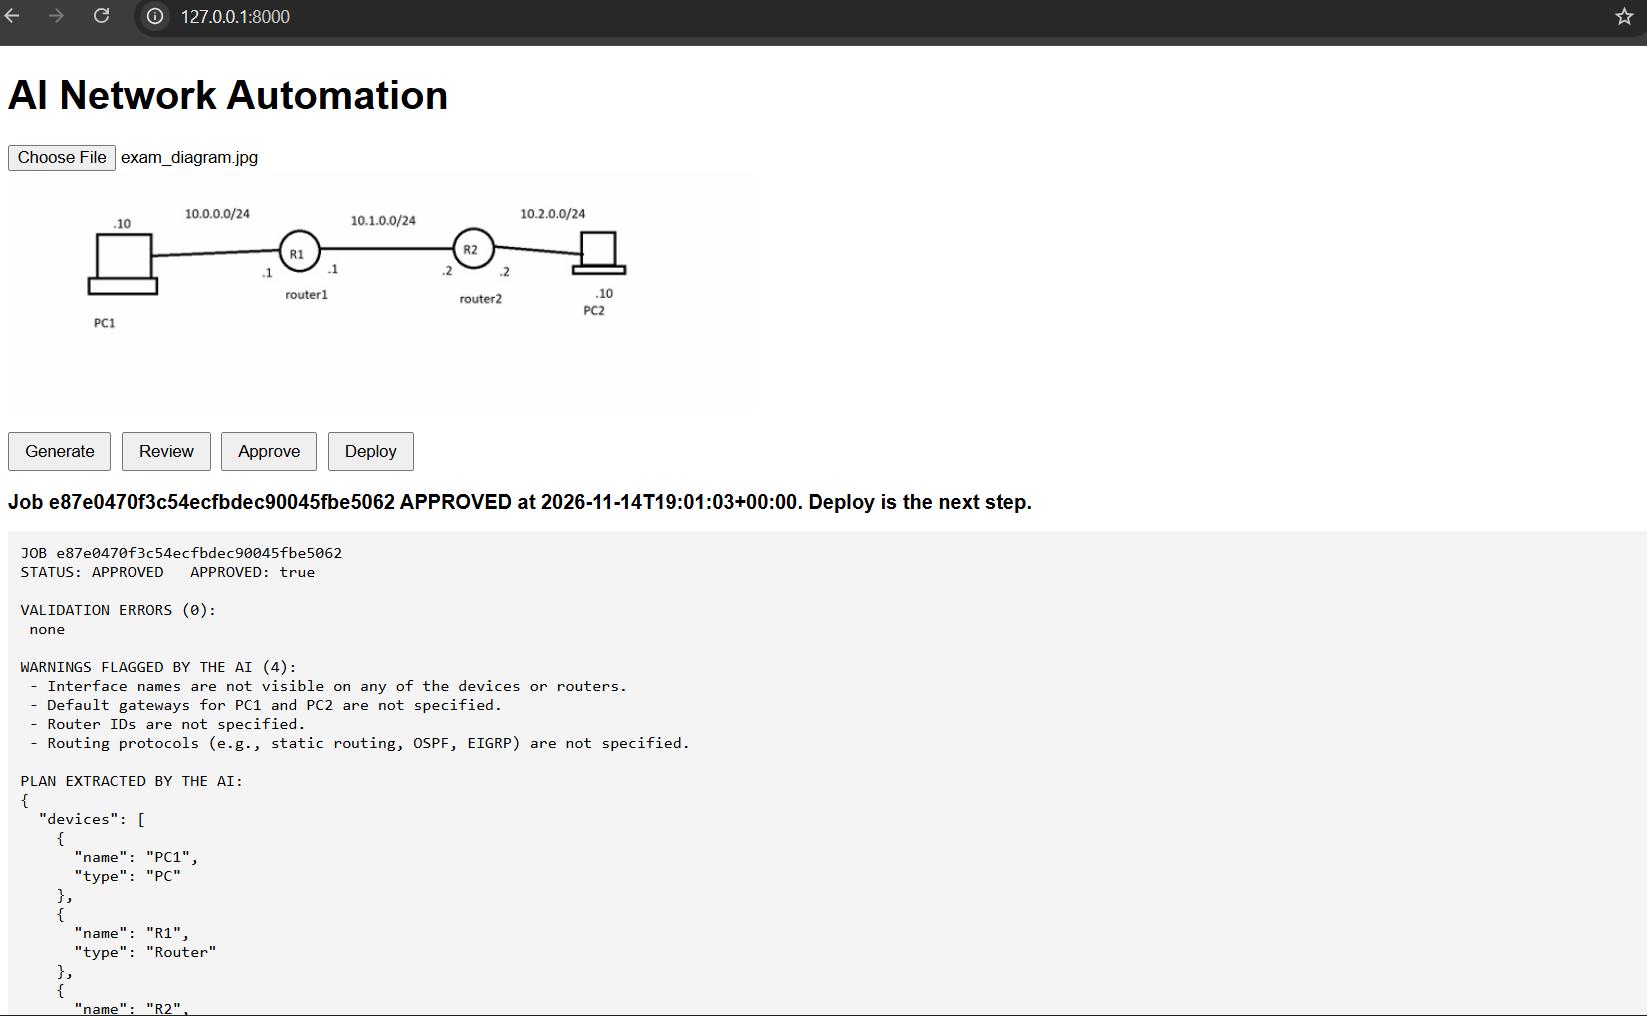 127.0.0.1:8000
AI Network Automation
Choose File exam_diagram.jpg
.10
10.0.0.0/24
10.1.0.0/24
10.2.0.0/24
R1
R2
.1
.1
.2
.2
router1
router2
.10
PC2
PC1
Generate Review Approve Deploy
Job e87e0470f3c54ecfbdec90045fbe5062 APPROVED at 2026-11-14T19:01:03+00:00. Deploy is the next step.
JOB e87e0470f3c54ecfbdec90045fbe5062
STATUS: APPROVED   APPROVED: true
VALIDATION ERRORS (0):
 none
WARNINGS FLAGGED BY THE AI (4):
 - Interface names are not visible on any of the devices or routers.
 - Default gateways for PC1 and PC2 are not specified.
 - Router IDs are not specified.
 - Routing protocols (e.g., static routing, OSPF, EIGRP) are not specified.
PLAN EXTRACTED BY THE AI:
{
  "devices": [
    {
      "name": "PC1",
      "type": "PC"
    },
    {
      "name": "R1",
      "type": "Router"
    },
    {
      "name": "R2",